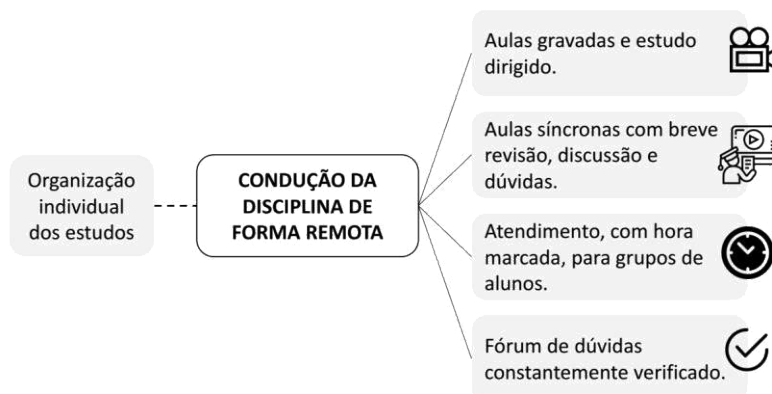 Organização
individual
dos estudos
CONDUÇÃO DA
DISCIPLINA DE
FORMA REMOTA
Aulas gravadas e estudo
dirigido.
Aulas síncronas com breve
revisão, discussão e
dúvidas.
Atendimento, com hora
marcada, para grupos de
alunos.
Fórum de dúvidas
constantemente verificado.